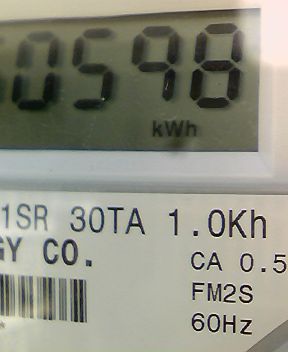 0598
kWh
1SR 30TA 1.0Kh
GY CO.
CA 0.5
FM2S
60Hz